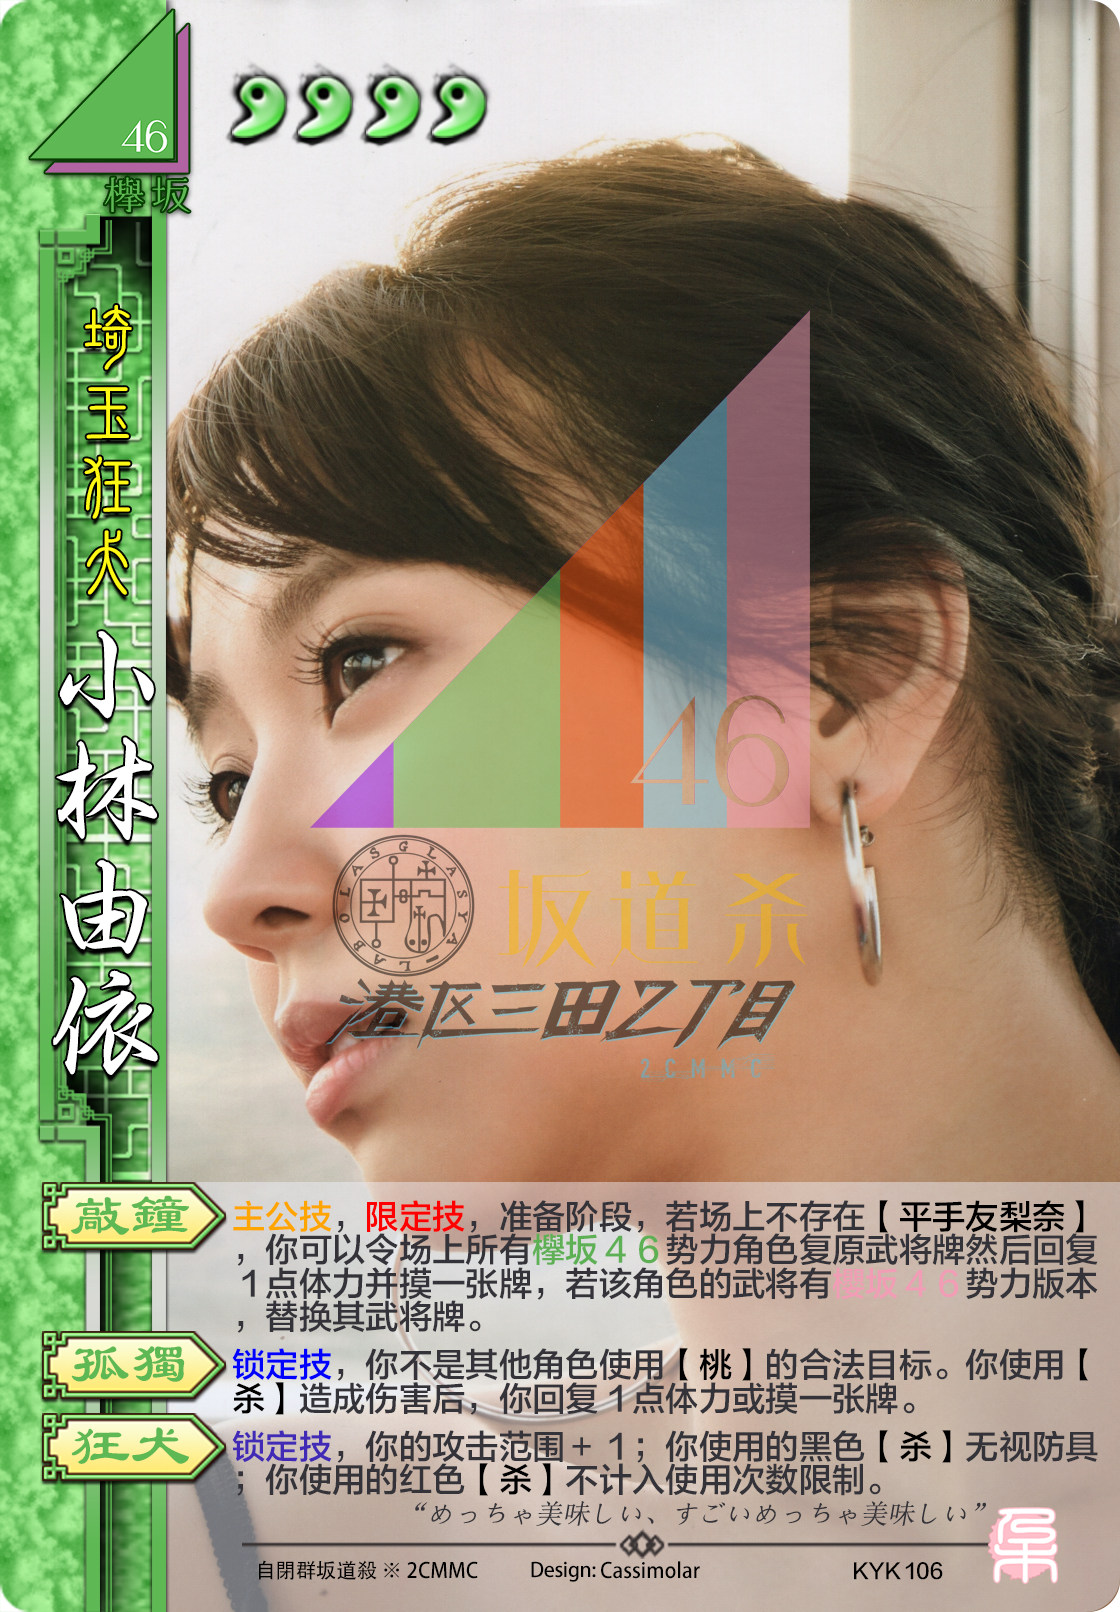 46
欅坂
埼玉狂犬
小林由依
46
GLASYA-LABOLAS
坂道杀
港区三田2丁目
2CMMC
敲鐘
主公技，限定技，准备阶段，若场上不存在【平手友梨奈】
，你可以令场上所有欅坂４６势力角色复原武将牌然后回复
１点体力并摸一张牌，若该角色的武将有櫻坂４６势力版本
，替换其武将牌。
孤獨
锁定技，你不是其他角色使用【桃】的合法目标。你使用【
杀】造成伤害后，你回复１点体力或摸一张牌。
狂犬
锁定技，你的攻击范围＋１；你使用的黑色【杀】无视防具
；你使用的红色【杀】不计入使用次数限制。
“めっちゃ美味しい、すごいめっちゃ美味しい”
自閉群坂道殺 ※ 2CMMC
Design: Cassimolar
KYK 106